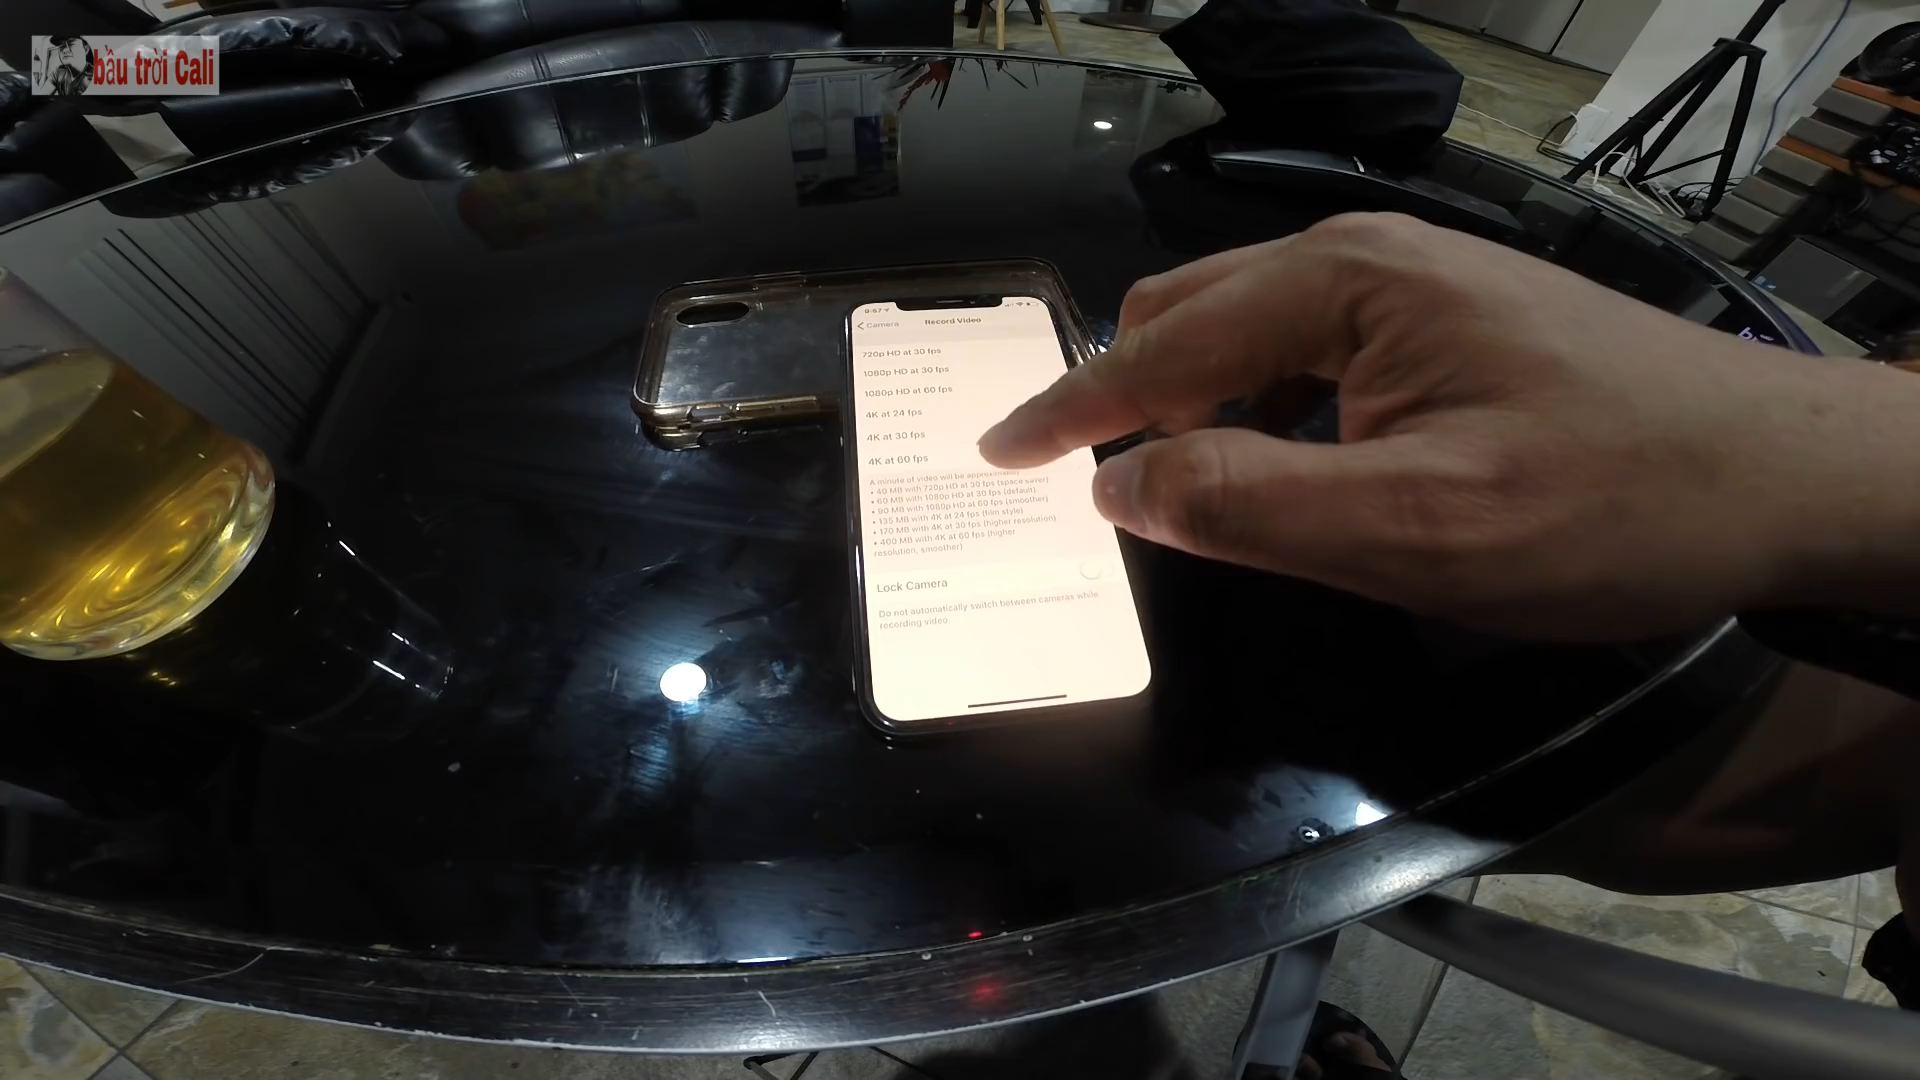 bầu trời Cali
9:57
Camera
Record Video
720p HD at 30 fps
1080p HD at 30 fps
1080p HD at 60 fps
4K at 24 fps
4K at 30 fps
4K at 60 fps
A minute of video will be approximately
• 40 MB with 720p HD at 30 fps (space saver)
• 60 MB with 1080p HD at 30 fps (default)
• 90 MB with 1080p HD at 60 fps (smoother)
• 135 MB with 4K at 24 fps (film style)
• 170 MB with 4K at 30 fps (higher resolution)
• 400 MB with 4K at 60 fps (higher
resolution, smoother)
Lock Camera
Do not automatically switch between cameras while
recording video